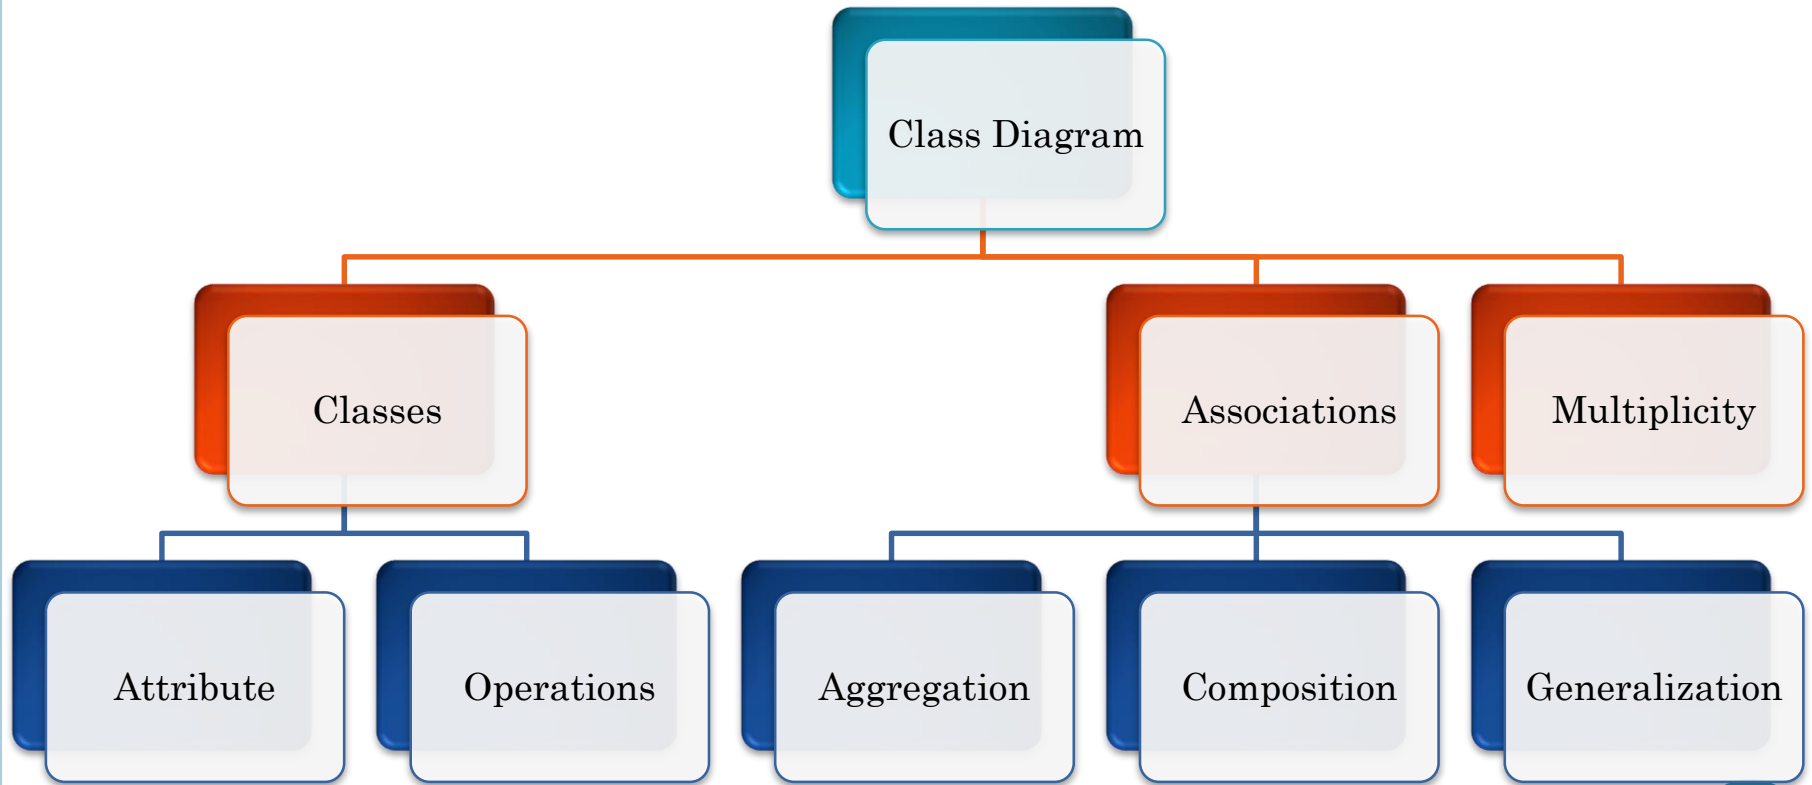 Class Diagram
Classes
Associations
Multiplicity
Attribute
Operations
Aggregation
Composition
Generalization